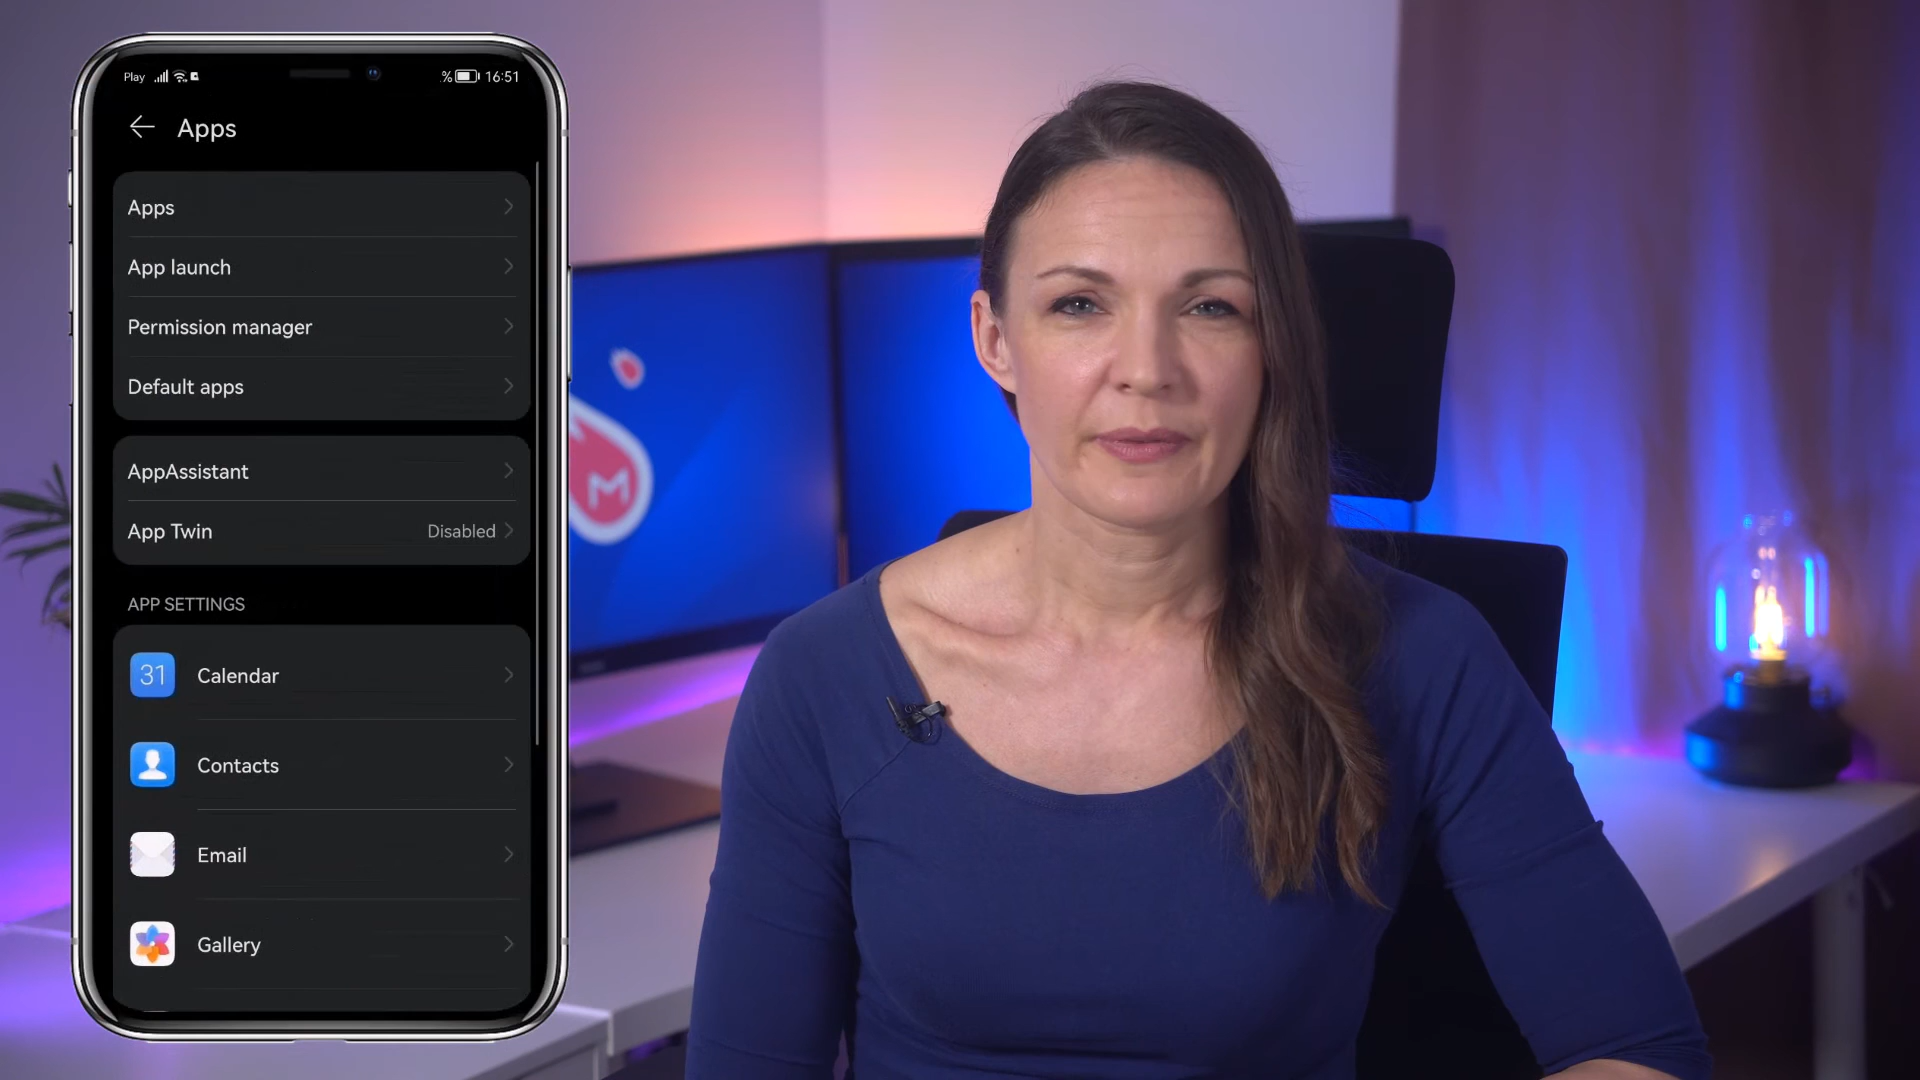 Play % 16:51
Apps
Apps
App launch
Permission manager
Default apps
AppAssistant
App Twin Disabled
APP SETTINGS
31 Calendar
Contacts
Email
Gallery
M